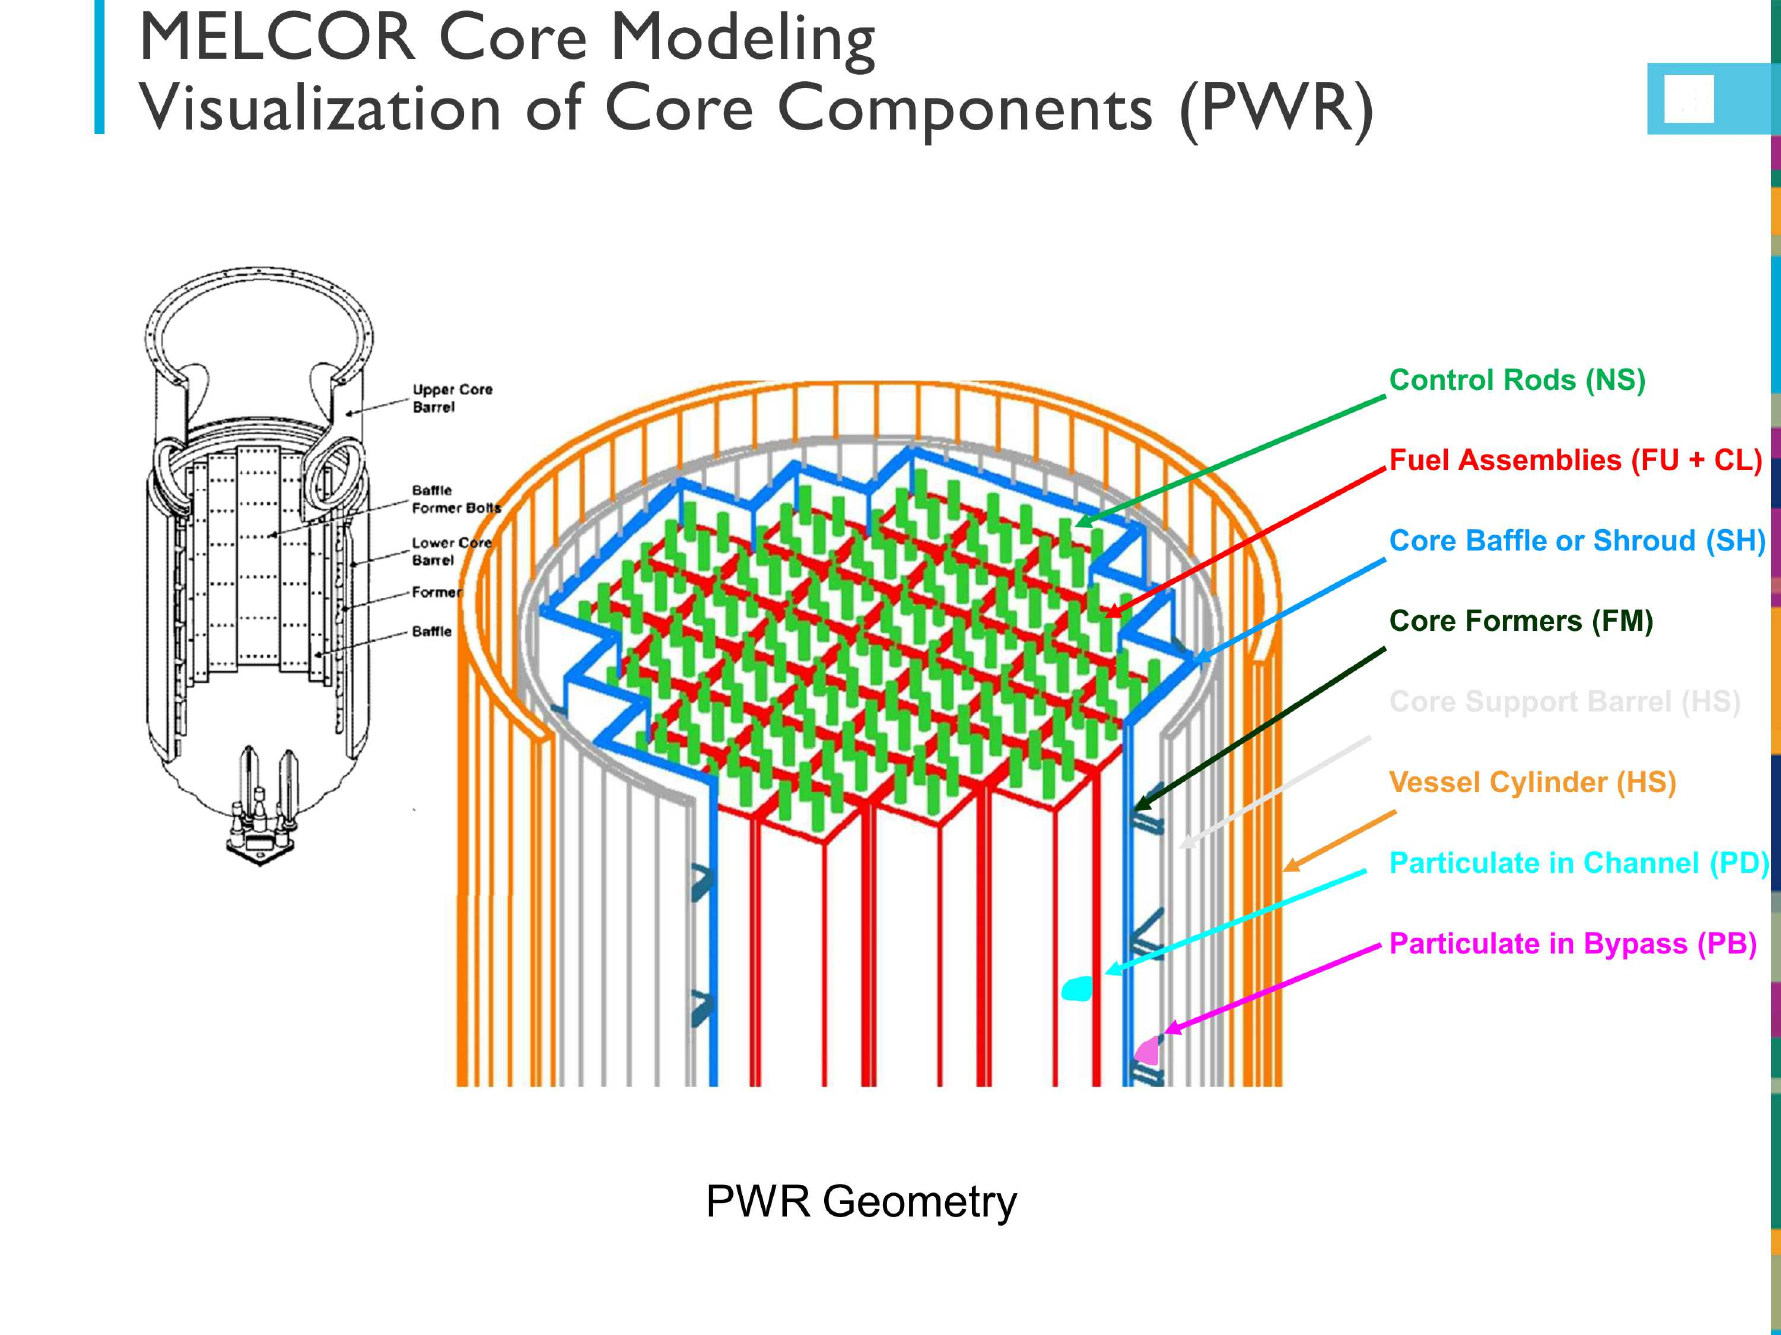 MELCOR Core Modeling
Visualization of Core Components (PWR)
Upper Core
Barrel
Baffle
Former Bolts
Lower Core
Barrel
Former
Baffle
Control Rods (NS)
Fuel Assemblies (FU + CL)
Core Baffle or Shroud (SH)
Core Formers (FM)
Core Support Barrel (HS)
Vessel Cylinder (HS)
Particulate in Channel (PD)
Particulate in Bypass (PB)
PWR Geometry